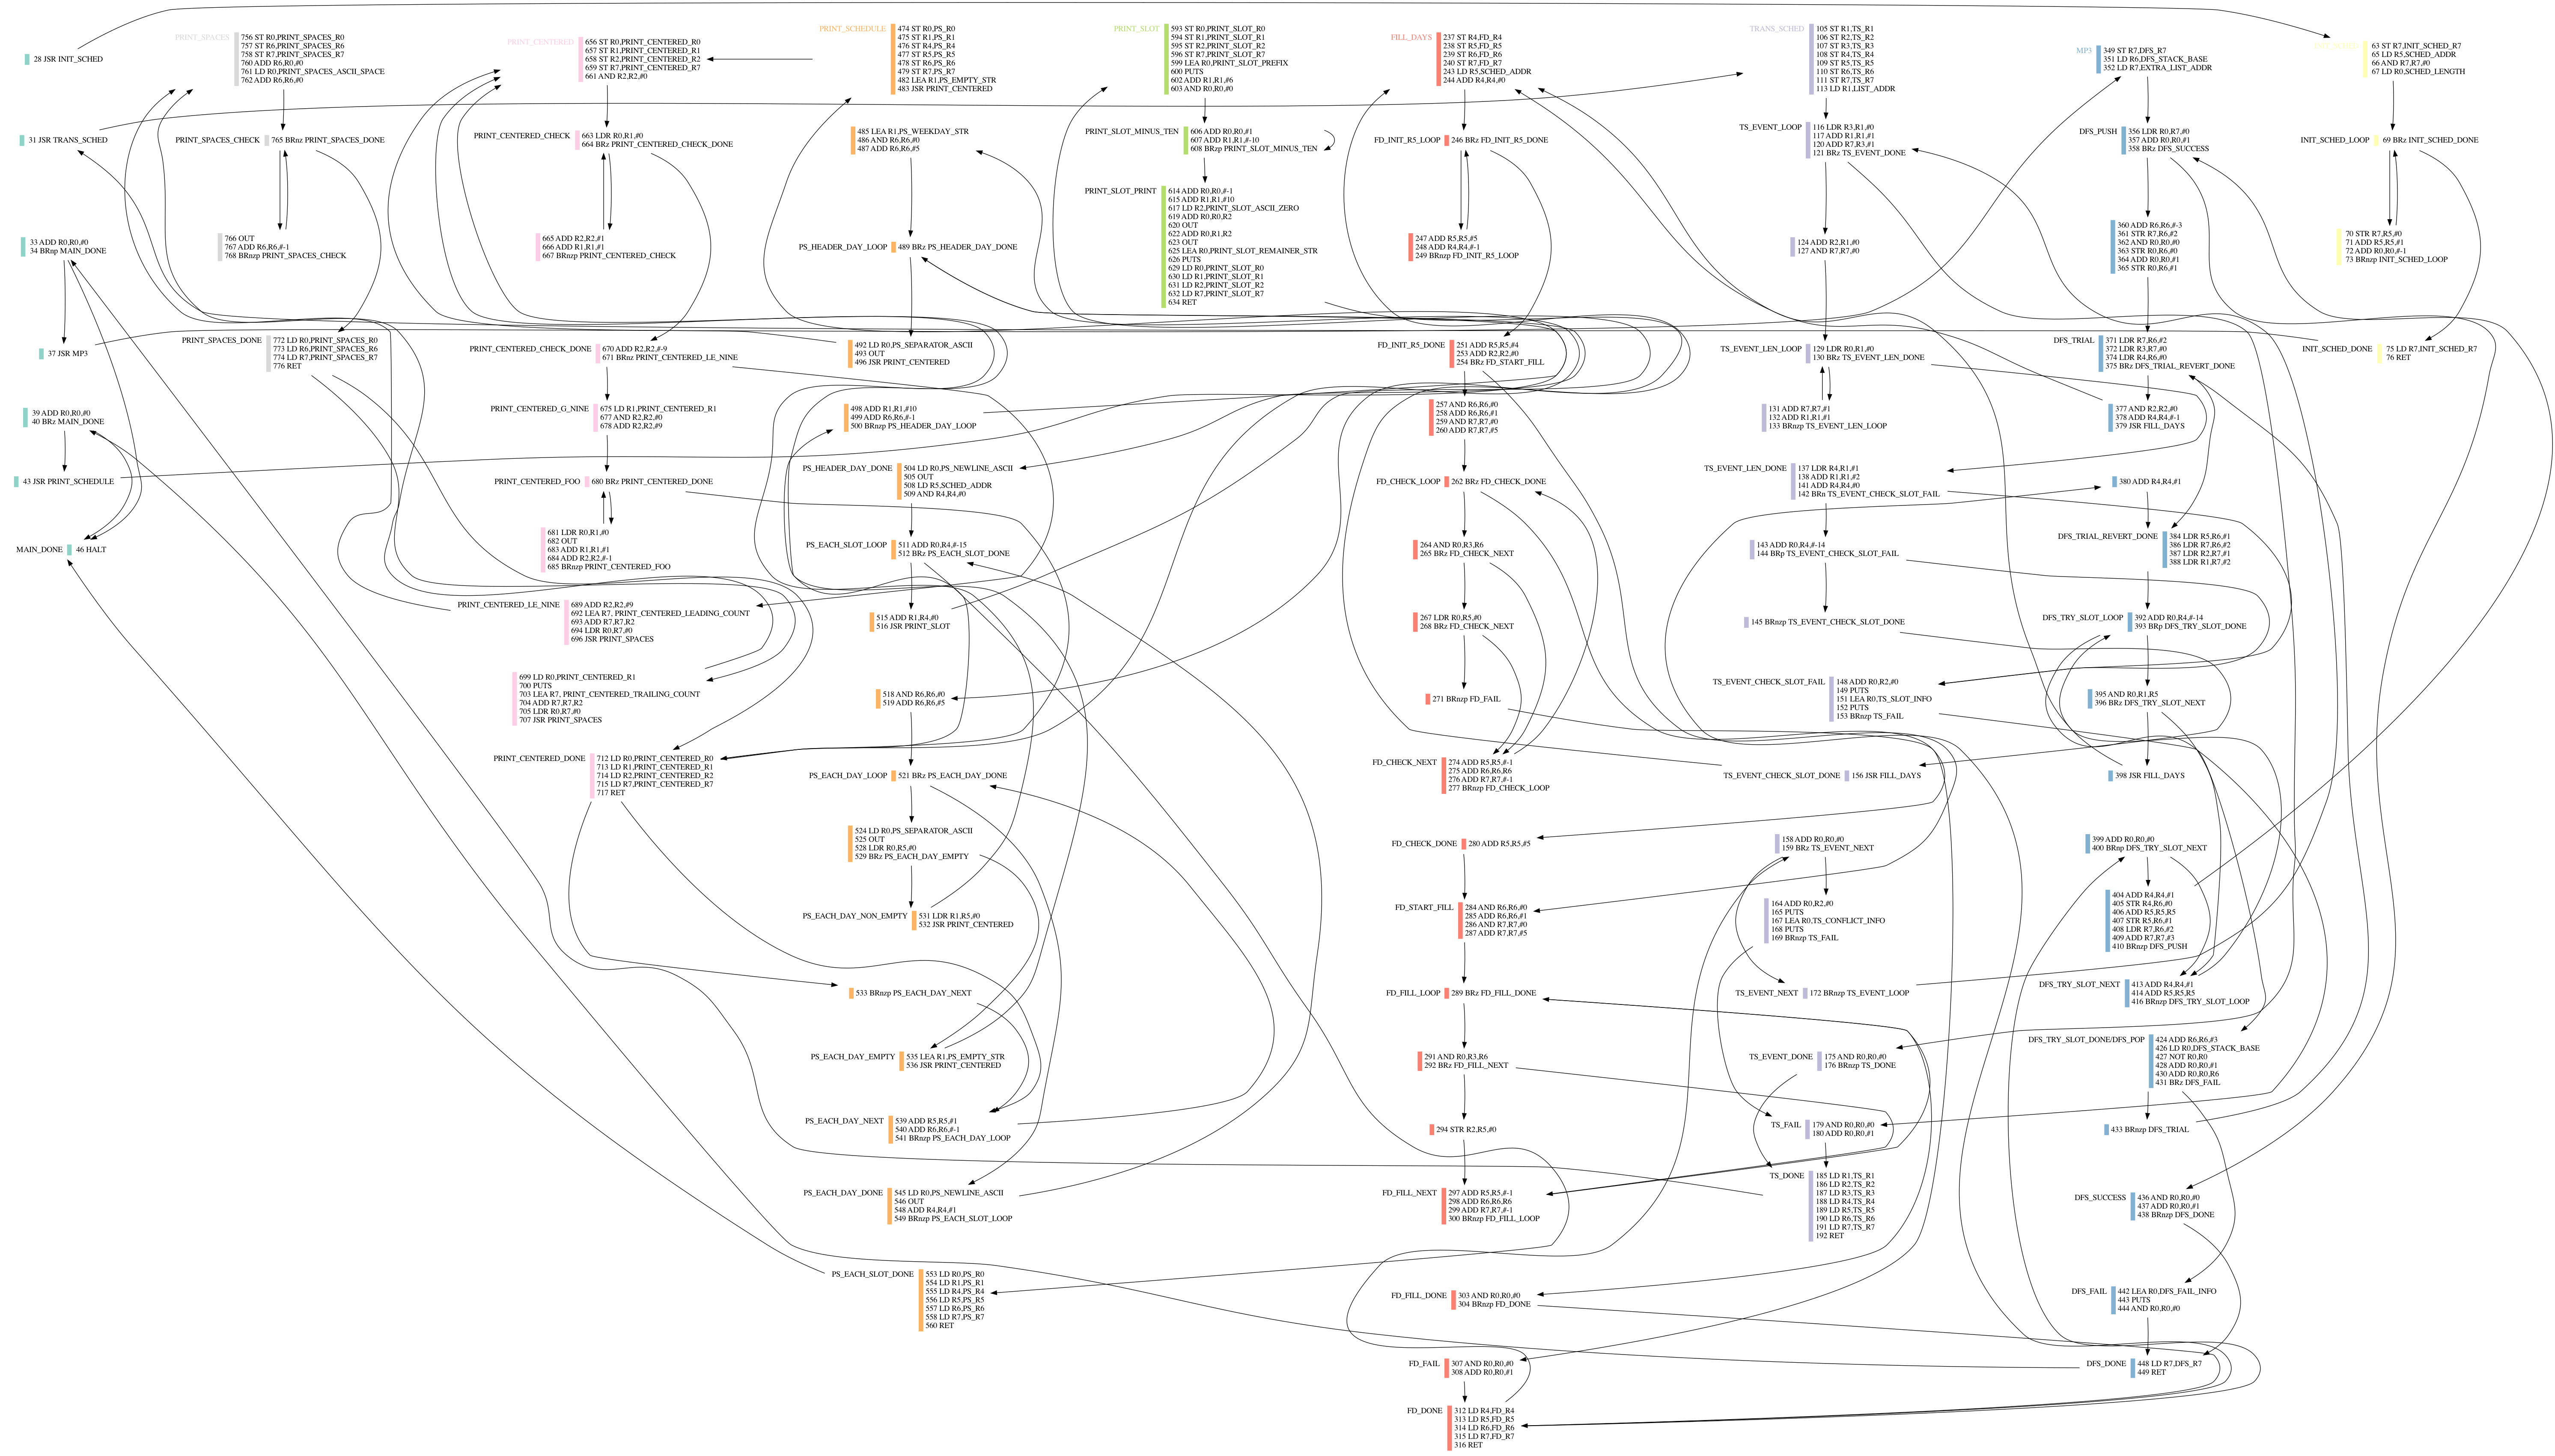 28 JSR INIT_SCHED
31 JSR TRANS_SCHED
33 ADD R0,R0,#0
34 BRnp MAIN_DONE
37 JSR MP3
39 ADD R0,R0,#0
40 BRz MAIN_DONE
43 JSR PRINT_SCHEDULE
MAIN_DONE
46 HALT
PRINT_SPACES
756 ST R0,PRINT_SPACES_R0
757 ST R6,PRINT_SPACES_R6
758 ST R7,PRINT_SPACES_R7
760 ADD R6,R0,#0
761 LD R0,PRINT_SPACES_ASCII_SPACE
762 ADD R6,R6,#0
PRINT_SPACES_CHECK
765 BRnz PRINT_SPACES_DONE
766 OUT
767 ADD R6,R6,#-1
768 BRnzp PRINT_SPACES_CHECK
PRINT_SPACES_DONE
772 LD R0,PRINT_SPACES_R0
773 LD R6,PRINT_SPACES_R6
774 LD R7,PRINT_SPACES_R7
776 RET
PRINT_CENTERED
656 ST R0,PRINT_CENTERED_R0
657 ST R1,PRINT_CENTERED_R1
658 ST R2,PRINT_CENTERED_R2
659 ST R7,PRINT_CENTERED_R7
661 AND R2,R2,#0
PRINT_CENTERED_CHECK
663 LDR R0,R1,#0
664 BRz PRINT_CENTERED_CHECK_DONE
665 ADD R2,R2,#1
666 ADD R1,R1,#1
667 BRnzp PRINT_CENTERED_CHECK
PRINT_CENTERED_CHECK_DONE
670 ADD R2,R2,#-9
671 BRnz PRINT_CENTERED_LE_NINE
PRINT_CENTERED_G_NINE
675 LD R1,PRINT_CENTERED_R1
677 AND R2,R2,#0
678 ADD R2,R2,#9
PRINT_CENTERED_FOO
680 BRz PRINT_CENTERED_DONE
681 LDR R0,R1,#0
682 OUT
683 ADD R1,R1,#1
684 ADD R2,R2,#-1
685 BRnzp PRINT_CENTERED_FOO
PRINT_CENTERED_LE_NINE
689 ADD R2,R2,#9
692 LEA R7, PRINT_CENTERED_LEADING_COUNT
693 ADD R7,R7,R2
694 LDR R0,R7,#0
696 JSR PRINT_SPACES
699 LD R0,PRINT_CENTERED_R1
700 PUTS
703 LEA R7, PRINT_CENTERED_TRAILING_COUNT
704 ADD R7,R7,R2
705 LDR R0,R7,#0
707 JSR PRINT_SPACES
PRINT_CENTERED_DONE
712 LD R0,PRINT_CENTERED_R0
713 LD R1,PRINT_CENTERED_R1
714 LD R2,PRINT_CENTERED_R2
715 LD R7,PRINT_CENTERED_R7
717 RET
PRINT_SCHEDULE
474 ST R0,PS_R0
475 ST R1,PS_R1
476 ST R4,PS_R4
477 ST R5,PS_R5
478 ST R6,PS_R6
479 ST R7,PS_R7
482 LEA R1,PS_EMPTY_STR
483 JSR PRINT_CENTERED
485 LEA R1,PS_WEEKDAY_STR
486 AND R6,R6,#0
487 ADD R6,R6,#5
PS_HEADER_DAY_LOOP
489 BRz PS_HEADER_DAY_DONE
492 LD R0,PS_SEPARATOR_ASCII
493 OUT
496 JSR PRINT_CENTERED
498 ADD R1,R1,#10
499 ADD R6,R6,#-1
500 BRnzp PS_HEADER_DAY_LOOP
PS_HEADER_DAY_DONE
504 LD R0,PS_NEWLINE_ASCII
505 OUT
508 LD R5,SCHED_ADDR
509 AND R4,R4,#0
PS_EACH_SLOT_LOOP
511 ADD R0,R4,#-15
512 BRz PS_EACH_SLOT_DONE
515 ADD R1,R4,#0
516 JSR PRINT_SLOT
518 AND R6,R6,#0
519 ADD R6,R6,#5
PS_EACH_DAY_LOOP
521 BRz PS_EACH_DAY_DONE
524 LD R0,PS_SEPARATOR_ASCII
525 OUT
528 LDR R0,R5,#0
529 BRz PS_EACH_DAY_EMPTY
PS_EACH_DAY_NON_EMPTY
531 LDR R1,R5,#0
532 JSR PRINT_CENTERED
533 BRnzp PS_EACH_DAY_NEXT
PS_EACH_DAY_EMPTY
535 LEA R1,PS_EMPTY_STR
536 JSR PRINT_CENTERED
PS_EACH_DAY_NEXT
539 ADD R5,R5,#1
540 ADD R6,R6,#-1
541 BRnzp PS_EACH_DAY_LOOP
PS_EACH_DAY_DONE
545 LD R0,PS_NEWLINE_ASCII
546 OUT
548 ADD R4,R4,#1
549 BRnzp PS_EACH_SLOT_LOOP
PS_EACH_SLOT_DONE
553 LD R0,PS_R0
554 LD R1,PS_R1
555 LD R4,PS_R4
556 LD R5,PS_R5
557 LD R6,PS_R6
558 LD R7,PS_R7
560 RET
PRINT_SLOT
593 ST R0,PRINT_SLOT_R0
594 ST R1,PRINT_SLOT_R1
595 ST R2,PRINT_SLOT_R2
596 ST R7,PRINT_SLOT_R7
599 LEA R0,PRINT_SLOT_PREFIX
600 PUTS
602 ADD R1,R1,#6
603 AND R0,R0,#0
PRINT_SLOT_MINUS_TEN
606 ADD R0,R0,#1
607 ADD R1,R1,#-10
608 BRzp PRINT_SLOT_MINUS_TEN
PRINT_SLOT_PRINT
614 ADD R0,R0,#-1
615 ADD R1,R1,#10
617 LD R2,PRINT_SLOT_ASCII_ZERO
619 ADD R0,R0,R2
620 OUT
622 ADD R0,R1,R2
623 OUT
625 LEA R0,PRINT_SLOT_REMAINER_STR
626 PUTS
629 LD R0,PRINT_SLOT_R0
630 LD R1,PRINT_SLOT_R1
631 LD R2,PRINT_SLOT_R2
632 LD R7,PRINT_SLOT_R7
634 RET
FILL_DAYS
237 ST R4,FD_R4
238 ST R5,FD_R5
239 ST R6,FD_R6
240 ST R7,FD_R7
243 LD R5,SCHED_ADDR
244 ADD R4,R4,#0
FD_INIT_R5_LOOP
246 BRz FD_INIT_R5_DONE
247 ADD R5,R5,#5
248 ADD R4,R4,#-1
249 BRnzp FD_INIT_R5_LOOP
FD_INIT_R5_DONE
251 ADD R5,R5,#4
253 ADD R2,R2,#0
254 BRz FD_START_FILL
257 AND R6,R6,#0
258 ADD R6,R6,#1
259 AND R7,R7,#0
260 ADD R7,R7,#5
FD_CHECK_LOOP
262 BRz FD_CHECK_DONE
264 AND R0,R3,R6
265 BRz FD_CHECK_NEXT
267 LDR R0,R5,#0
268 BRz FD_CHECK_NEXT
271 BRnzp FD_FAIL
FD_CHECK_NEXT
274 ADD R5,R5,#-1
275 ADD R6,R6,R6
276 ADD R7,R7,#-1
277 BRnzp FD_CHECK_LOOP
FD_CHECK_DONE
280 ADD R5,R5,#5
FD_START_FILL
284 AND R6,R6,#0
285 ADD R6,R6,#1
286 AND R7,R7,#0
287 ADD R7,R7,#5
FD_FILL_LOOP
289 BRz FD_FILL_DONE
291 AND R0,R3,R6
292 BRz FD_FILL_NEXT
294 STR R2,R5,#0
FD_FILL_NEXT
297 ADD R5,R5,#-1
298 ADD R6,R6,R6
299 ADD R7,R7,#-1
300 BRnzp FD_FILL_LOOP
FD_FILL_DONE
303 AND R0,R0,#0
304 BRnzp FD_DONE
FD_FAIL
307 AND R0,R0,#0
308 ADD R0,R0,#1
FD_DONE
312 LD R4,FD_R4
313 LD R5,FD_R5
314 LD R6,FD_R6
315 LD R7,FD_R7
316 RET
TRANS_SCHED
105 ST R1,TS_R1
106 ST R2,TS_R2
107 ST R3,TS_R3
108 ST R4,TS_R4
109 ST R5,TS_R5
110 ST R6,TS_R6
111 ST R7,TS_R7
113 LD R1,LIST_ADDR
TS_EVENT_LOOP
116 LDR R3,R1,#0
117 ADD R1,R1,#1
120 ADD R7,R3,#1
121 BRz TS_EVENT_DONE
124 ADD R2,R1,#0
127 AND R7,R7,#0
TS_EVENT_LEN_LOOP
129 LDR R0,R1,#0
130 BRz TS_EVENT_LEN_DONE
131 ADD R7,R7,#1
132 ADD R1,R1,#1
133 BRnzp TS_EVENT_LEN_LOOP
TS_EVENT_LEN_DONE
137 LDR R4,R1,#1
138 ADD R1,R1,#2
141 ADD R4,R4,#0
142 BRn TS_EVENT_CHECK_SLOT_FAIL
143 ADD R0,R4,#-14
144 BRp TS_EVENT_CHECK_SLOT_FAIL
145 BRnzp TS_EVENT_CHECK_SLOT_DONE
TS_EVENT_CHECK_SLOT_FAIL
148 ADD R0,R2,#0
149 PUTS
151 LEA R0,TS_SLOT_INFO
152 PUTS
153 BRnzp TS_FAIL
TS_EVENT_CHECK_SLOT_DONE
156 JSR FILL_DAYS
158 ADD R0,R0,#0
159 BRz TS_EVENT_NEXT
164 ADD R0,R2,#0
165 PUTS
167 LEA R0,TS_CONFLICT_INFO
168 PUTS
169 BRnzp TS_FAIL
TS_EVENT_NEXT
172 BRnzp TS_EVENT_LOOP
TS_EVENT_DONE
175 AND R0,R0,#0
176 BRnzp TS_DONE
TS_FAIL
179 AND R0,R0,#0
180 ADD R0,R0,#1
TS_DONE
185 LD R1,TS_R1
186 LD R2,TS_R2
187 LD R3,TS_R3
188 LD R4,TS_R4
189 LD R5,TS_R5
190 LD R6,TS_R6
191 LD R7,TS_R7
192 RET
MP3
349 ST R7,DFS_R7
351 LD R6,DFS_STACK_BASE
352 LD R7,EXTRA_LIST_ADDR
DFS_PUSH
356 LDR R0,R7,#0
357 ADD R0,R0,#1
358 BRz DFS_SUCCESS
360 ADD R6,R6,#-3
361 STR R7,R6,#2
362 AND R0,R0,#0
363 STR R0,R6,#0
364 ADD R0,R0,#1
365 STR R0,R6,#1
DFS_TRIAL
371 LDR R7,R6,#2
372 LDR R3,R7,#0
374 LDR R4,R6,#0
375 BRz DFS_TRIAL_REVERT_DONE
377 AND R2,R2,#0
378 ADD R4,R4,#-1
379 JSR FILL_DAYS
380 ADD R4,R4,#1
DFS_TRIAL_REVERT_DONE
384 LDR R5,R6,#1
386 LDR R7,R6,#2
387 LDR R2,R7,#1
388 LDR R1,R7,#2
DFS_TRY_SLOT_LOOP
392 ADD R0,R4,#-14
393 BRp DFS_TRY_SLOT_DONE
395 AND R0,R1,R5
396 BRz DFS_TRY_SLOT_NEXT
398 JSR FILL_DAYS
399 ADD R0,R0,#0
400 BRnp DFS_TRY_SLOT_NEXT
404 ADD R4,R4,#1
405 STR R4,R6,#0
406 ADD R5,R5,R5
407 STR R5,R6,#1
408 LDR R7,R6,#2
409 ADD R7,R7,#3
410 BRnzp DFS_PUSH
DFS_TRY_SLOT_NEXT
413 ADD R4,R4,#1
414 ADD R5,R5,R5
416 BRnzp DFS_TRY_SLOT_LOOP
DFS_TRY_SLOT_DONE/DFS_POP
424 ADD R6,R6,#3
426 LD R0,DFS_STACK_BASE
427 NOT R0,R0
428 ADD R0,R0,#1
430 ADD R0,R0,R6
431 BRz DFS_FAIL
433 BRnzp DFS_TRIAL
DFS_SUCCESS
436 AND R0,R0,#0
437 ADD R0,R0,#1
438 BRnzp DFS_DONE
DFS_FAIL
442 LEA R0,DFS_FAIL_INFO
443 PUTS
444 AND R0,R0,#0
DFS_DONE
448 LD R7,DFS_R7
449 RET
63 ST R7,INIT_SCHED_R7
65 LD R5,SCHED_ADDR
66 AND R7,R7,#0
67 LD R0,SCHED_LENGTH
INIT_SCHED_LOOP
69 BRz INIT_SCHED_DONE
70 STR R7,R5,#0
71 ADD R5,R5,#1
72 ADD R0,R0,#-1
73 BRnzp INIT_SCHED_LOOP
INIT_SCHED_DONE
75 LD R7,INIT_SCHED_R7
76 RET